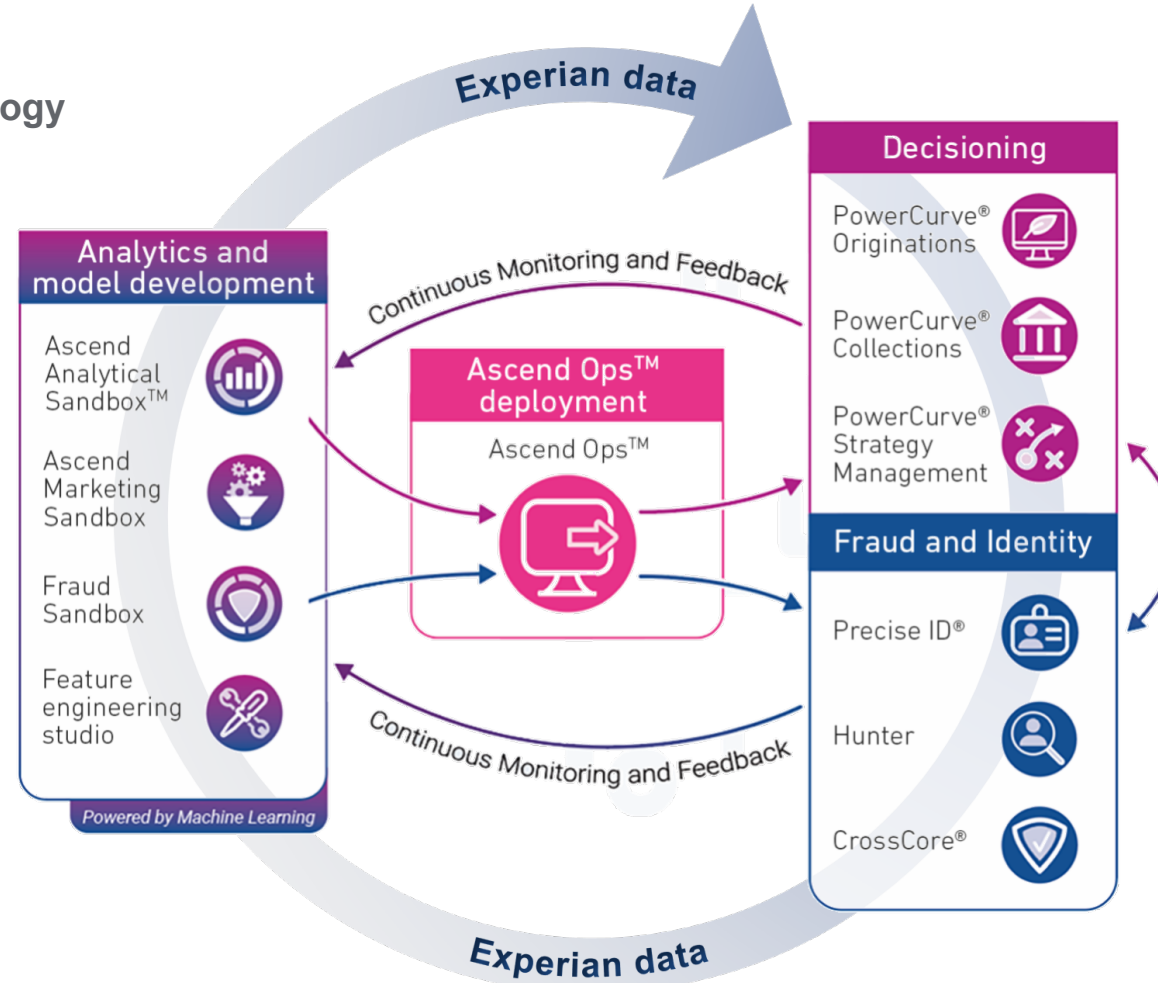 ogy
Experian data
Analytics and
model development
Ascend
Analytical
Sandbox™
Ascend
Marketing
Sandbox
Fraud
Sandbox
Feature
engineering
studio
Powered by Machine Learning
Continuous Monitoring and Feedback
Ascend Ops™
deployment
Ascend Ops™
Continuous Monitoring and Feedback
Decisioning
PowerCurve®
Originations
PowerCurve®
Collections
PowerCurve®
Strategy
Management
Fraud and Identity
Precise ID®
Hunter
CrossCore®
Experian data